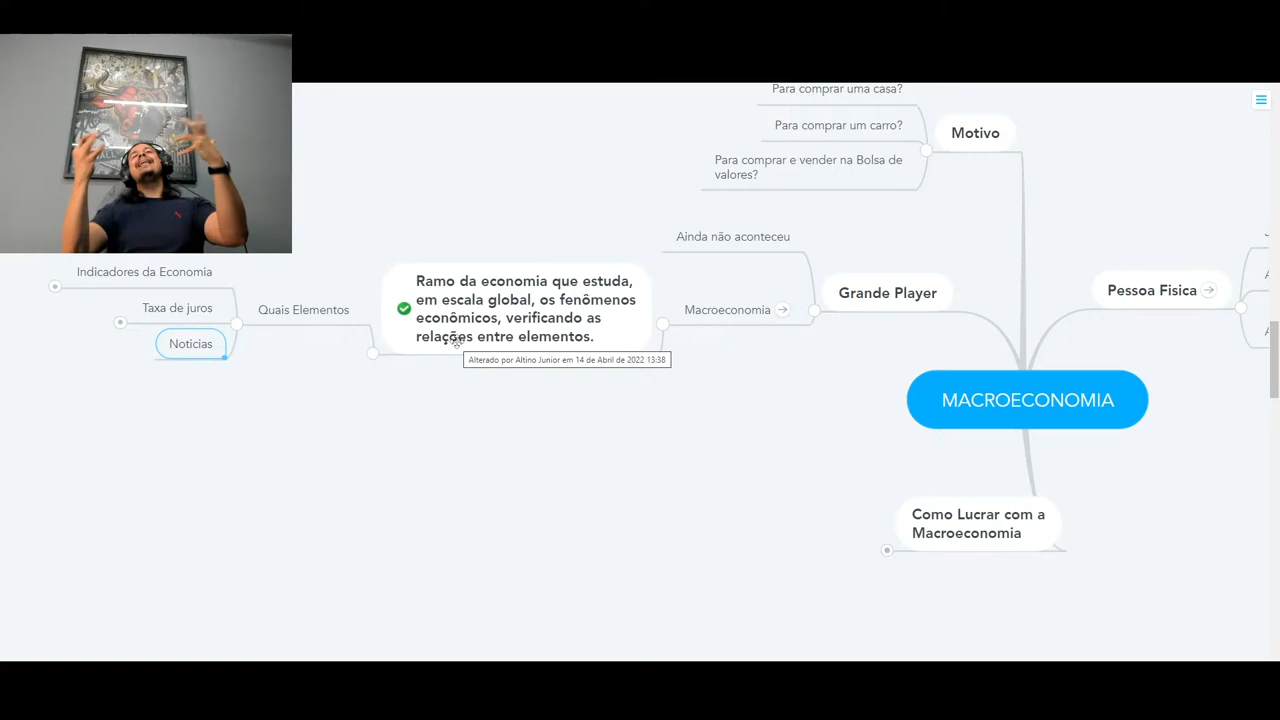 Para comprar uma casa?
Para comprar um carro?
Motivo
Para comprar e vender na Bolsa de
valores?
Ainda não aconteceu
Indicadores da Economia
Taxa de juros
Noticias
Quais Elementos
Ramo da economia que estuda,
em escala global, os fenômenos
econômicos, verificando as
relações entre elementos.
Alterado por Altino Junior em 14 de Abril de 2022 13:38
Macroeconomia
Grande Player
Pessoa Fisica
MACROECONOMIA
Como Lucrar com a
Macroeconomia